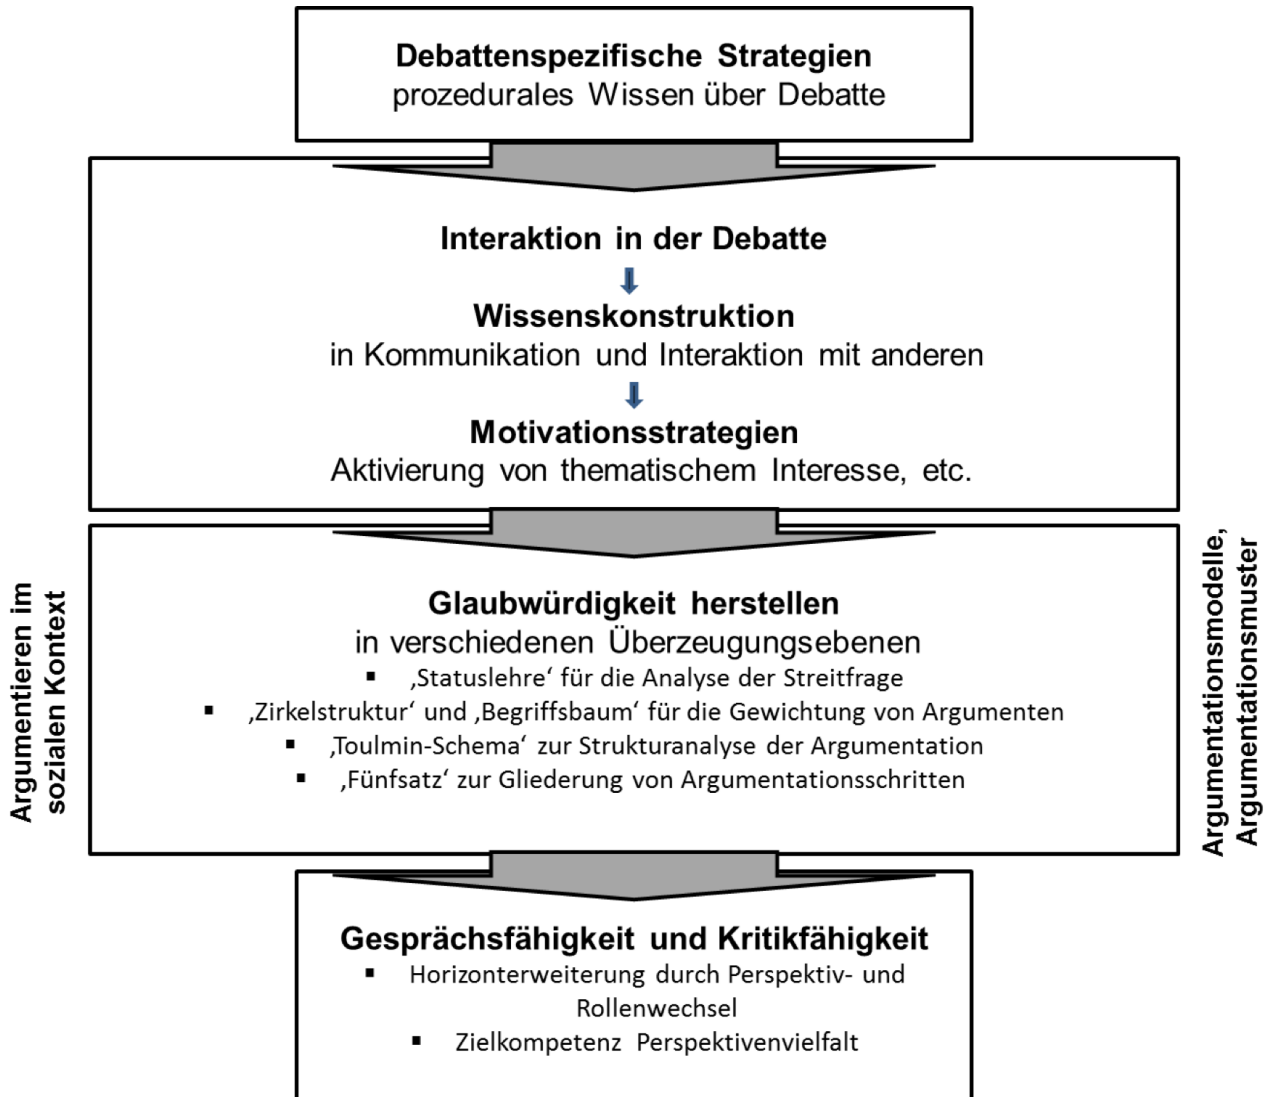 Debattenspezifische Strategien
prozedurales Wissen über Debatte
Interaktion in der Debatte
Wissenskonstruktion
in Kommunikation und Interaktion mit anderen
Motivationsstrategien
Aktivierung von thematischem Interesse, etc.
Argumentieren im
sozialen Kontext
Glaubwürdigkeit herstellen
in verschiedenen Überzeugungsebenen
▪ ‚Statuslehre‘ für die Analyse der Streitfrage
▪ ‚Zirkelstruktur‘ und ‚Begriffsbaum‘ für die Gewichtung von Argumenten
▪ ‚Toulmin-Schema‘ zur Strukturanalyse der Argumentation
▪ ‚Fünfsatz‘ zur Gliederung von Argumentationsschritten
Argumentationsmodelle,
Argumentationsmuster
Gesprächsfähigkeit und Kritikfähigkeit
▪ Horizonterweiterung durch Perspektiv- und
Rollenwechsel
▪ Zielkompetenz Perspektivenvielfalt